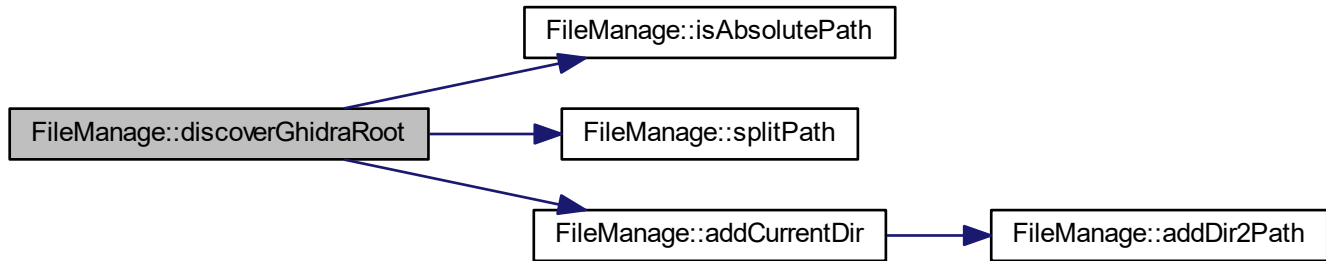 FileManage::isAbsolutePath
FileManage::discoverGhidraRoot
FileManage::splitPath
FileManage::addCurrentDir
FileManage::addDir2Path